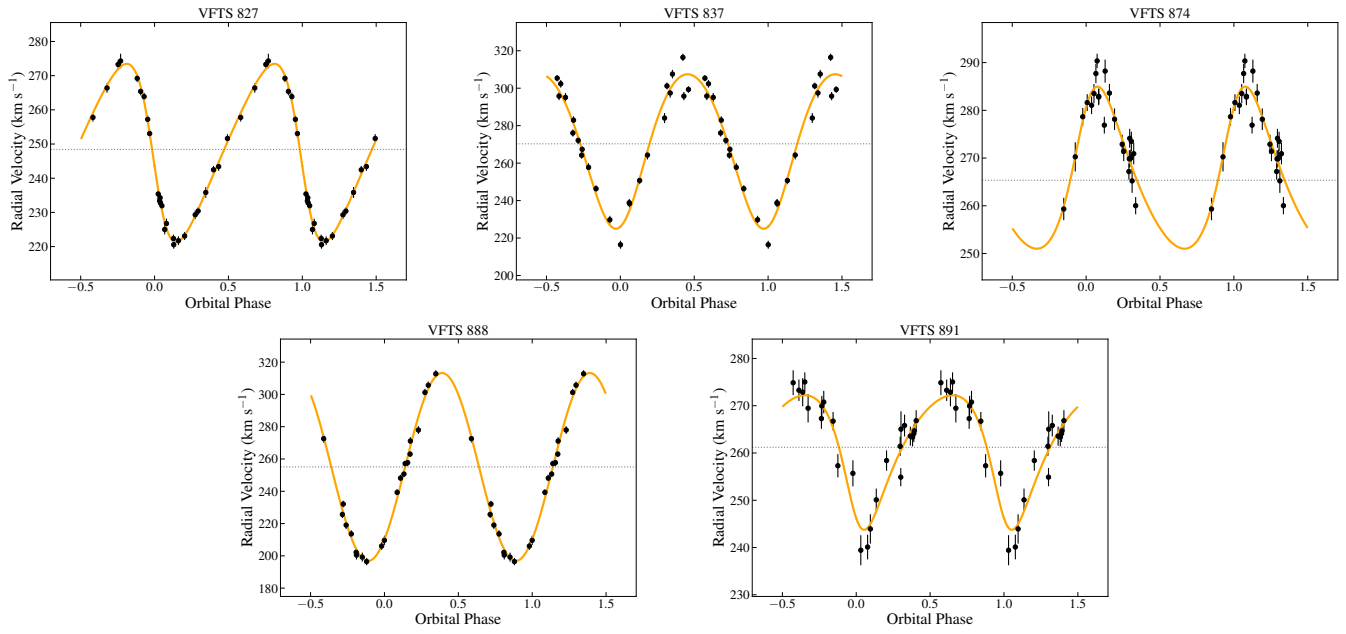 VFTS 827
VFTS 837
VFTS 874
280
270
260
250
240
230
220
Radial Velocity (km s⁻¹)
−0.5 0.0 0.5 1.0 1.5
Orbital Phase
320
300
280
260
240
220
200
Radial Velocity (km s⁻¹)
−0.5 0.0 0.5 1.0 1.5
Orbital Phase
290
280
270
260
250
Radial Velocity (km s⁻¹)
−0.5 0.0 0.5 1.0 1.5
Orbital Phase
VFTS 888
VFTS 891
320
300
280
260
240
220
200
180
Radial Velocity (km s⁻¹)
−0.5 0.0 0.5 1.0 1.5
Orbital Phase
280
270
260
250
240
230
Radial Velocity (km s⁻¹)
−0.5 0.0 0.5 1.0 1.5
Orbital Phase